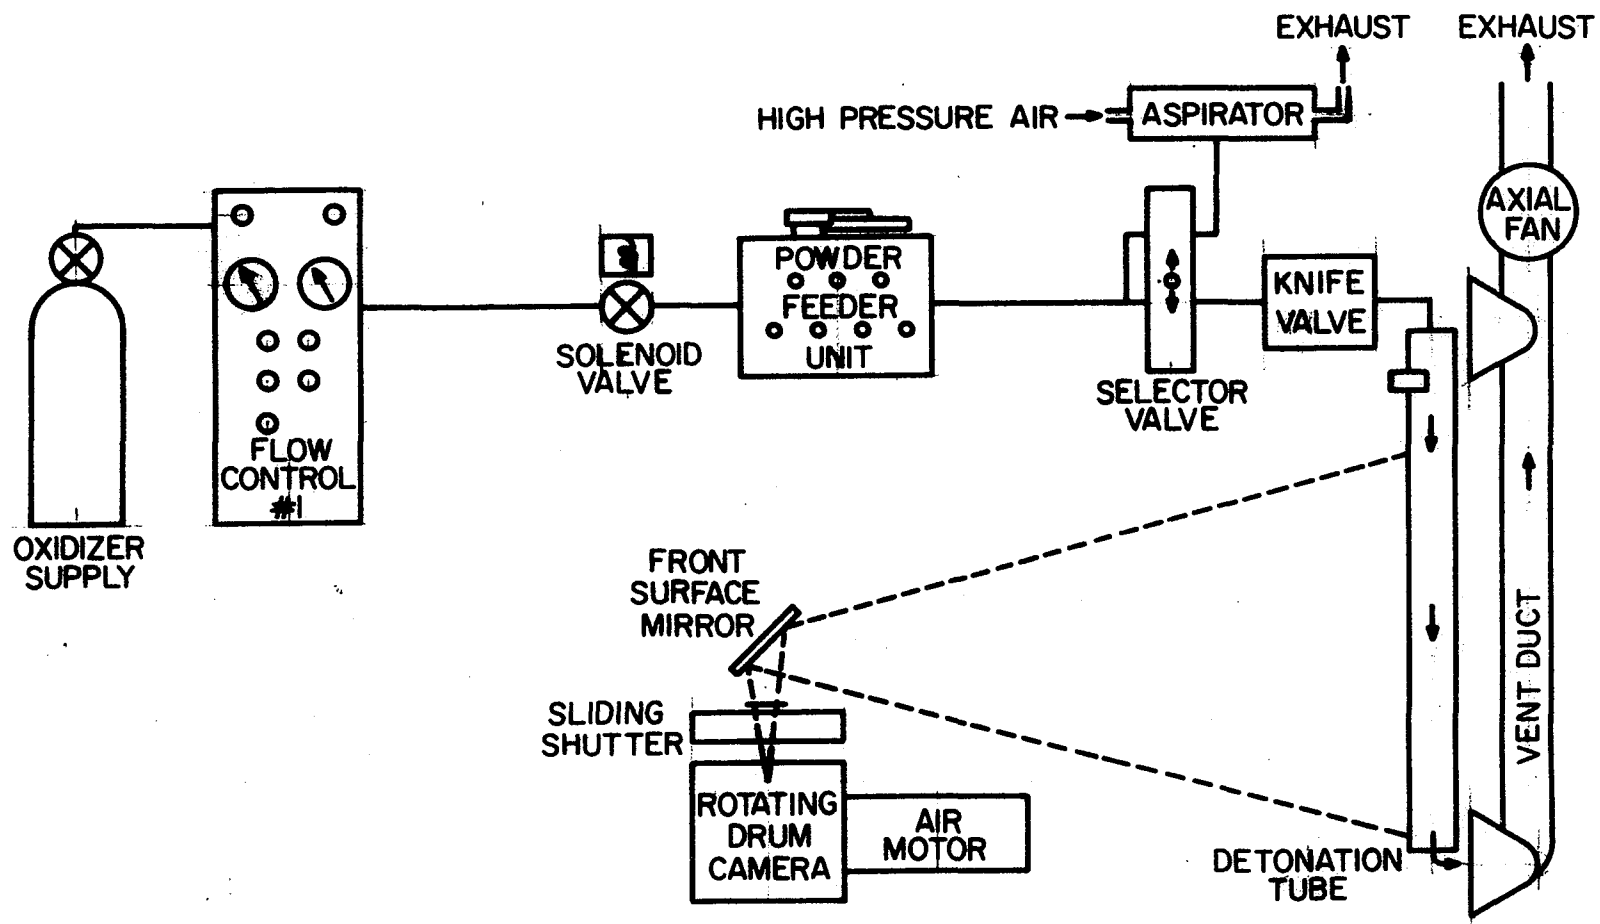 EXHAUST
EXHAUST
HIGH PRESSURE AIR
ASPIRATOR
AXIAL
FAN
POWDER
FEEDER
UNIT
KNIFE
VALVE
SOLENOID
VALVE
SELECTOR
VALVE
FLOW
CONTROL
#1
OXIDIZER
SUPPLY
FRONT
SURFACE
MIRROR
VENT DUCT
SLIDING
SHUTTER
ROTATING
DRUM
CAMERA
AIR
MOTOR
DETONATION
TUBE